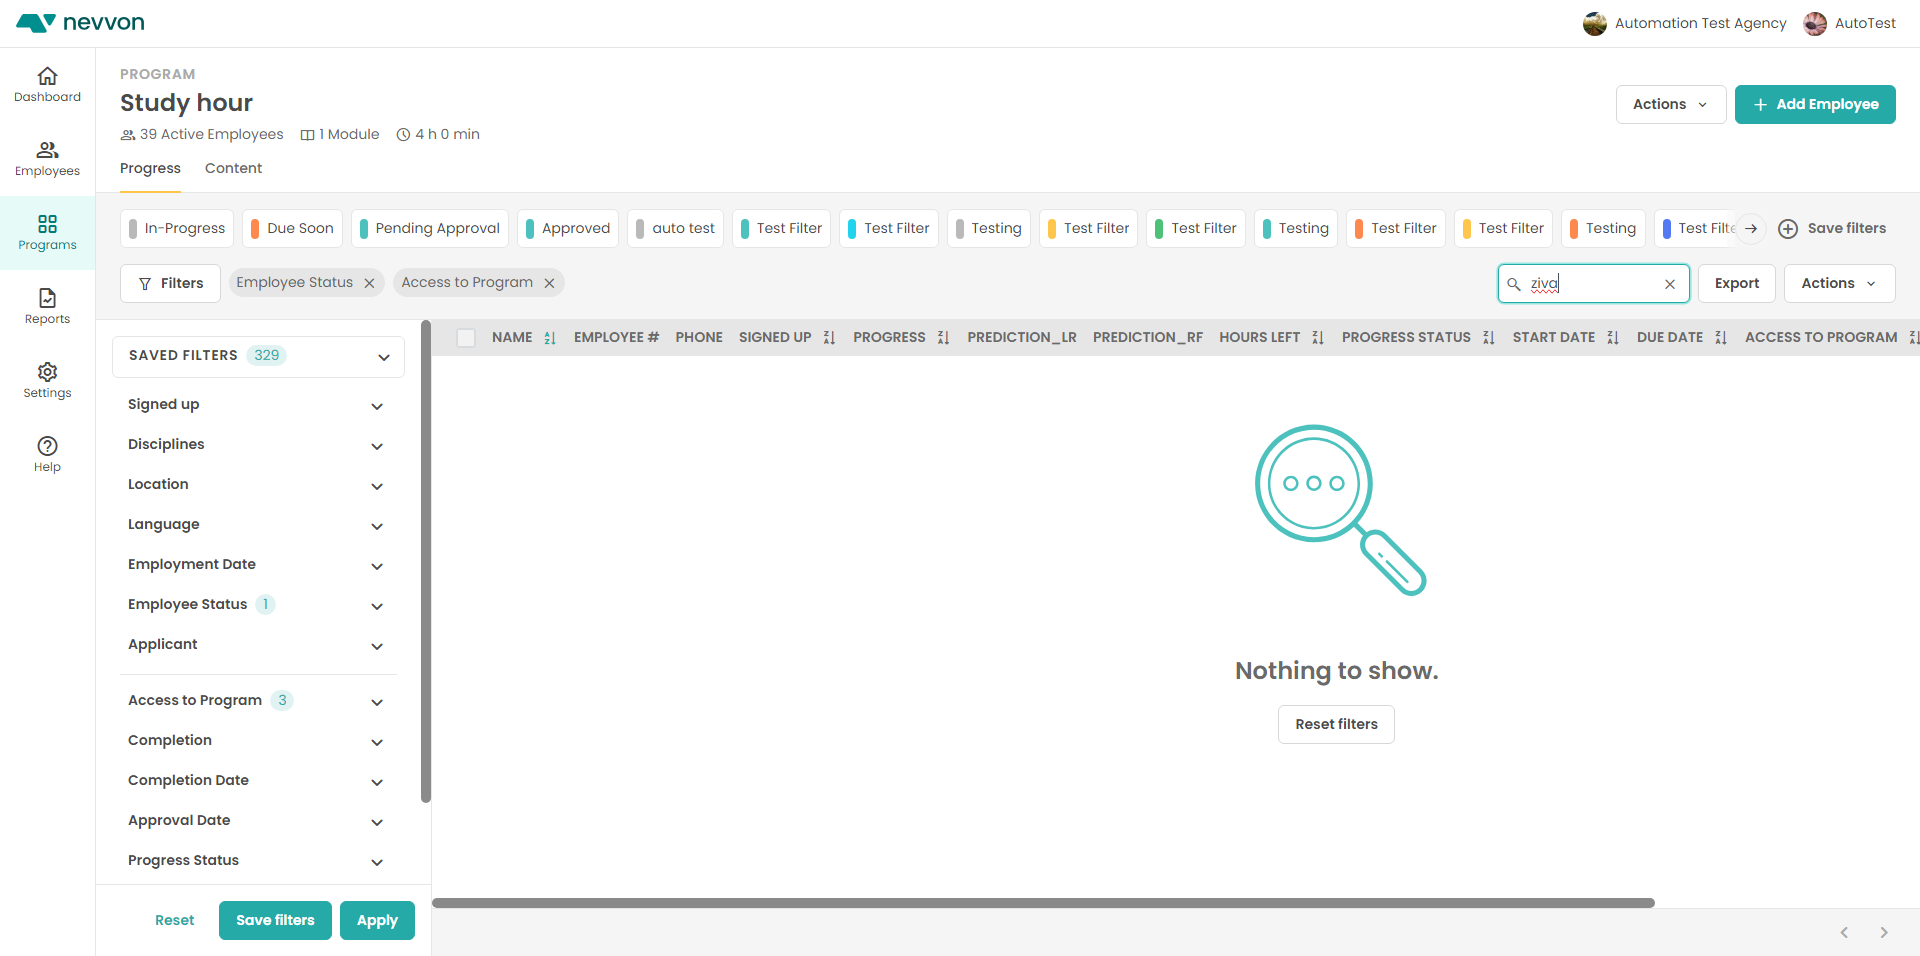 nevvon
Automation Test Agency
AutoTest
Dashboard
Employees
Programs
Reports
Settings
Help
PROGRAM
Study hour
39 Active Employees 1 Module 4 h 0 min
Actions
Add Employee
Progress Content
In-Progress Due Soon Pending Approval Approved auto test Test Filter Test Filter Testing Test Filter Test Filter Testing Test Filter Test Filter Testing Test Filte
Save filters
Filters Employee Status Access to Program
ziva
Export Actions
SAVED FILTERS 329
Signed up
Disciplines
Location
Language
Employment Date
Employee Status 1
Applicant
Access to Program 3
Completion
Completion Date
Approval Date
Progress Status
Reset Save filters Apply
NAME EMPLOYEE # PHONE SIGNED UP PROGRESS PREDICTION_LR PREDICTION_RF HOURS LEFT PROGRESS STATUS START DATE DUE DATE ACCESS TO PROGRAM
Nothing to show.
Reset filters